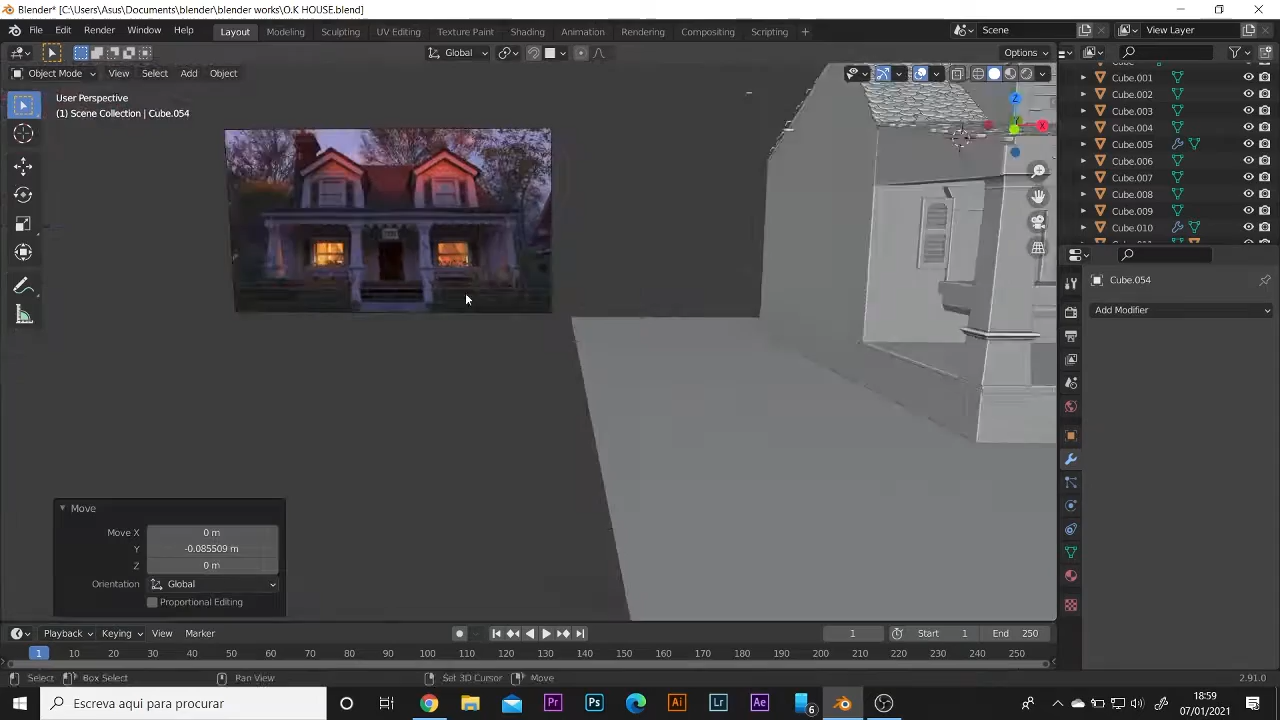 Blender* [C:\Users\Asus\Documents\blender\blender works\O.K HOUSE.blend]
File Edit Render Window Help Layout Modeling Sculpting UV Editing Texture Paint Shading Animation Rendering Compositing Scripting + Scene View Layer
Global Options
Object Mode View Select Add Object
User Perspective
(1) Scene Collection | Cube.054
Z
Y
X
Cube.001
Cube.002
Cube.003
Cube.004
Cube.005
Cube.006
Cube.007
Cube.008
Cube.009
Cube.010
Cube.054
Add Modifier
Move
Move X 0 m
Y -0.085509 m
Z 0 m
Orientation Global
Proportional Editing
Playback Keying View Marker 1 Start 1 End 250
1 10 20 30 40 50 60 70 80 90 100 110 120 130 140 150 160 170 180 190 200 210 220 230 240 250
Select Box Select Pan View Set 3D Cursor Move 2.91.0
Escreva aqui para procurar Pr Ps Ai Lr Ae 6 18:59
07/01/2021